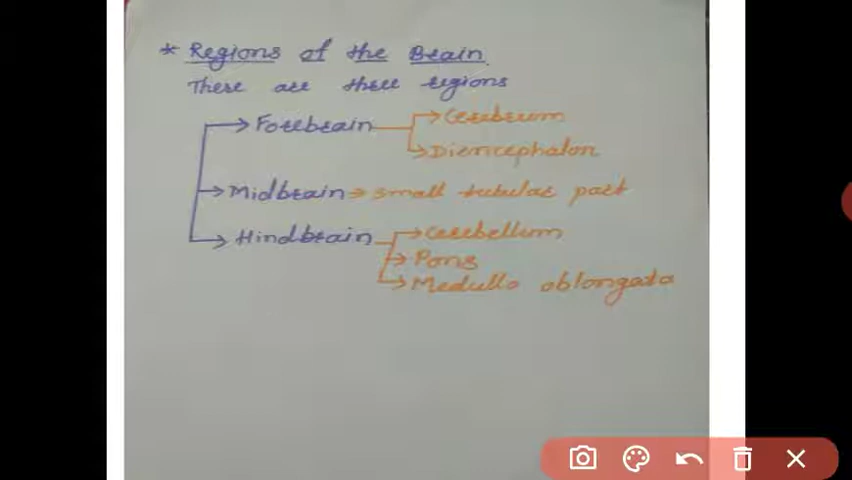 * Regions of the Brain
There are three regions
Forebrain → Cerebrum
→ Diencephalon
→ Midbrain → small tubular part
→ Hindbrain → Cerebellum
→ Pons
→ Medulla oblongata